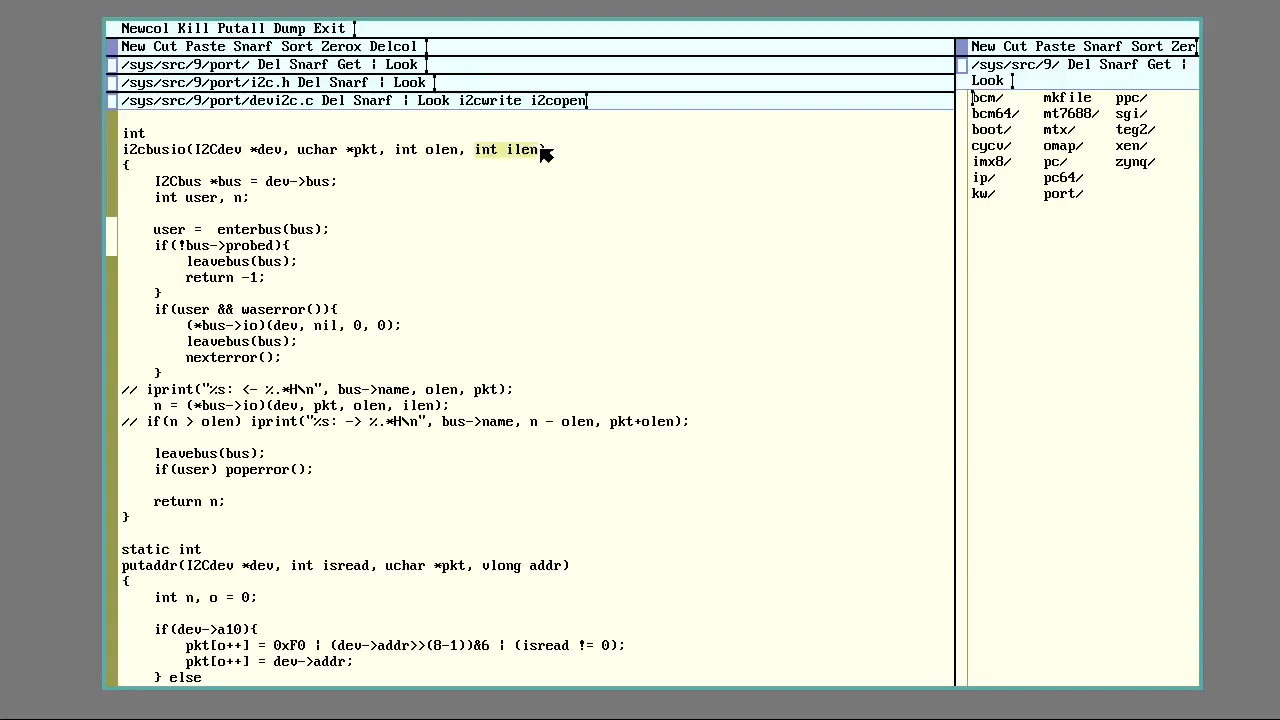 Newcol Kill Putall Dump Exit
New Cut Paste Snarf Sort Zerox Delcol
/sys/src/9/port/ Del Snarf Get | Look
/sys/src/9/port/i2c.h Del Snarf | Look
/sys/src/9/port/devi2c.c Del Snarf | Look i2cwrite i2copen
int
i2cbusio(I2Cdev *dev, uchar *pkt, int olen, int ilen)
{
    I2Cbus *bus = dev->bus;
    int user, n;
    user =  enterbus(bus);
    if(!bus->probed){
        leavebus(bus);
        return -1;
    }
    if(user && waserror()){
        (*bus->io)(dev, nil, 0, 0);
        leavebus(bus);
        nexterror();
    }
// iprint("%s: <- %.*H\n", bus->name, olen, pkt);
    n = (*bus->io)(dev, pkt, olen, ilen);
// if(n > olen) iprint("%s: -> %.*H\n", bus->name, n - olen, pkt+olen);
    leavebus(bus);
    if(user) poperror();
    return n;
}
static int
putaddr(I2Cdev *dev, int isread, uchar *pkt, vlong addr)
{
    int n, o = 0;
    if(dev->a10){
        pkt[o++] = 0xF0 | (dev->addr>>(8-1))&6 | (isread != 0);
        pkt[o++] = dev->addr;
    } else
New Cut Paste Snarf Sort Zer
/sys/src/9/ Del Snarf Get |
Look
bcm/ mkfile ppc/
bcm64/ mt7688/ sgi/
boot/ mtx/ teg2/
cycv/ omap/ xen/
imx8/ pc/ zynq/
ip/ pc64/
kw/ port/